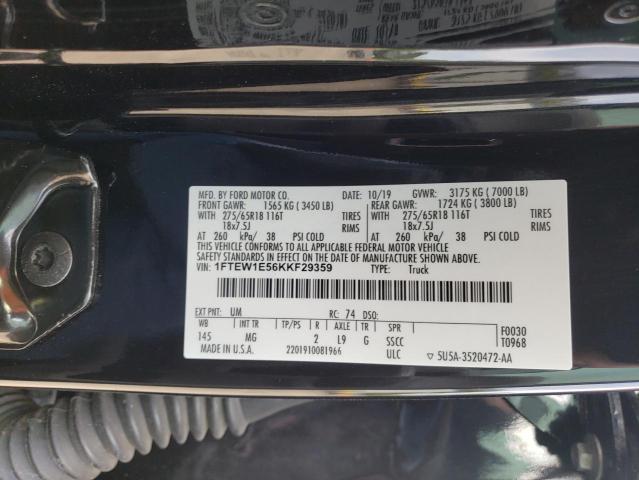 MFD. BY FORD MOTOR CO. DATE: 10/19 GVWR: 3175 KG ( 7000 LB)
FRONT GAWR: 1565 KG ( 3450 LB) REAR GAWR: 1724 KG ( 3800 LB)
WITH 275/65R18 116T TIRES WITH 275/65R18 116T TIRES
18x7.5J 18x7.5J
AT 260 kPa/ 38 PSI COLD AT 260 kPa/ 38 PSI COLD
THIS VEHICLE CONFORMS TO ALL APPLICABLE FEDERAL MOTOR VEHICLE
SAFETY STANDARDS IN EFFECT ON THE DATE OF MANUFACTURE SHOWN ABOVE.
VIN: 1FTEW1E56KKF29359 TYPE: Truck
EXT PNT: UM RC: 74 DSO:
WB INT TR TP/PS R AXLE TR SPR F0030
145 MG 2 L9 G SSCC T0968
MADE IN U.S.A. 2201910081966 ULC 5U5A-3520472-AA